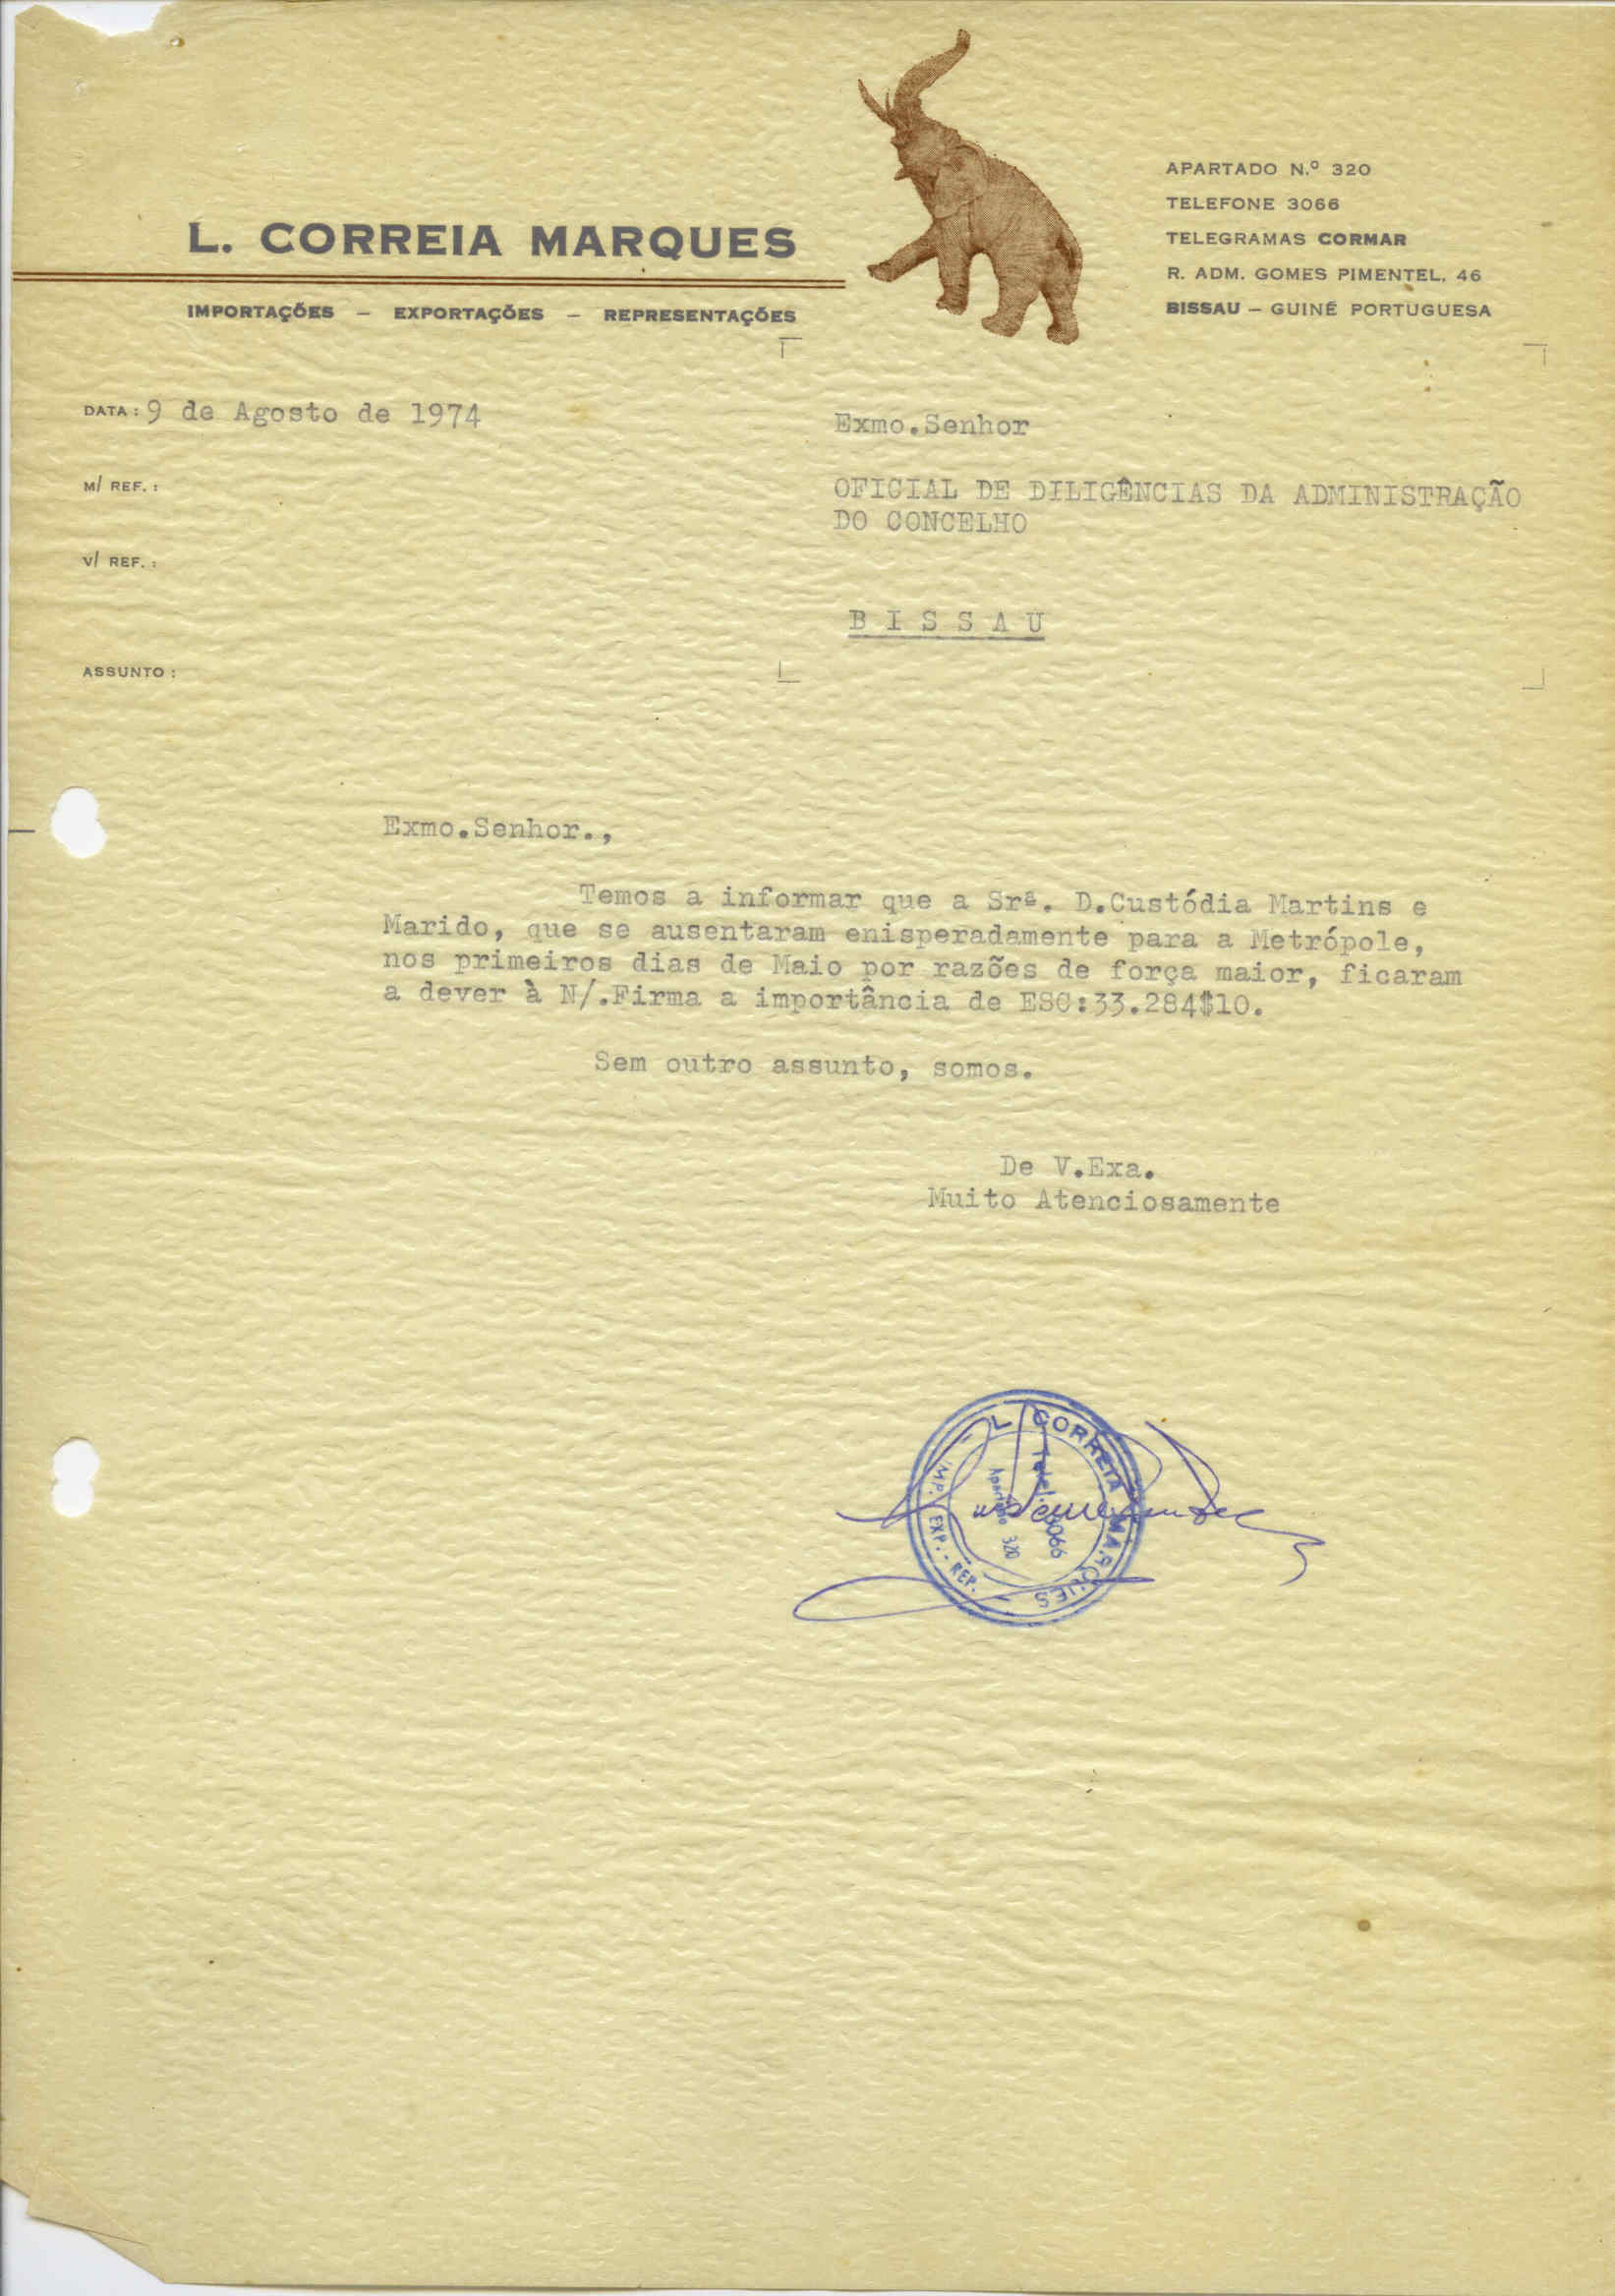 L. CORREIA MARQUES
IMPORTAÇÕES — EXPORTAÇÕES — REPRESENTAÇÕES
APARTADO N.º 320
TELEFONE 3066
TELEGRAMAS CORMAR
R. ADM. GOMES PIMENTEL, 46
BISSAU — GUINÉ PORTUGUESA
DATA: 9 de Agosto de 1974
M/ REF.:
V/ REF.:
ASSUNTO:
Exmo.Senhor
OFICIAL DE DILIGÊNCIAS DA ADMINISTRAÇÃO
DO CONCELHO
B I S S A U
Exmo.Senhor.,
Temos a informar que a Srª. D.Custódia Martins e
Marido, que se ausentaram enisperadamente para a Metrópole,
nos primeiros dias de Maio por razões de força maior, ficaram
a dever à N/.Firma a importância de ESC:33.284$10.
Sem outro assunto, somos.
De V.Exa.
Muito Atenciosamente
L. CORREIA MARQUES
Telef. 3066
Apartado 320
IMP. - EXP. - REP.